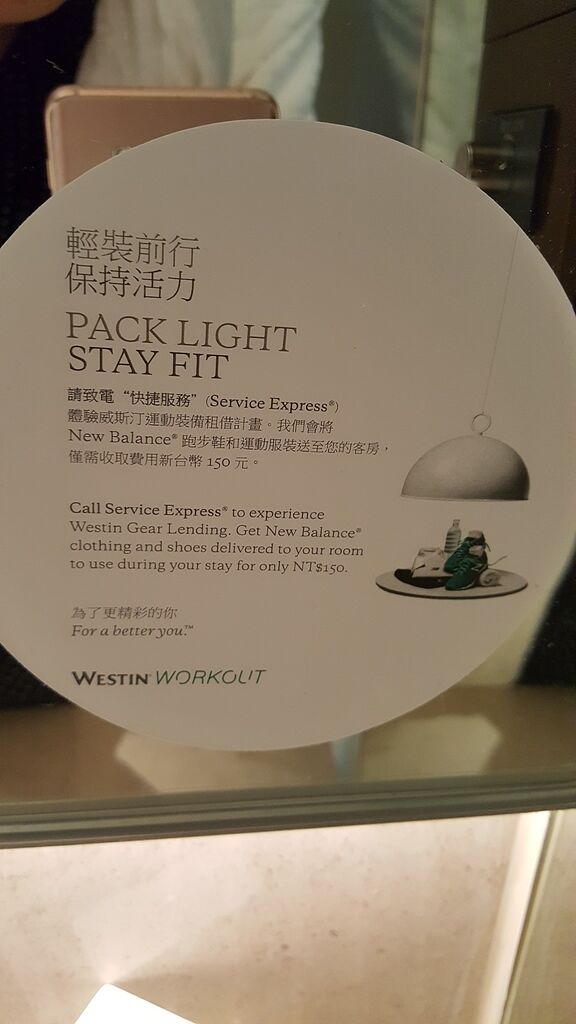 輕裝前行
保持活力
PACK LIGHT
STAY FIT
請致電“快捷服務”(Service Express®)
體驗威斯汀運動裝備租借計畫。我們會將
New Balance® 跑步鞋和運動服裝送至您的客房，
僅需收取費用新台幣 150 元。
Call Service Express® to experience
Westin Gear Lending. Get New Balance®
clothing and shoes delivered to your room
to use during your stay for only NT$150.
為了更精彩的你
For a better you.™
WESTIN® WORKOUT